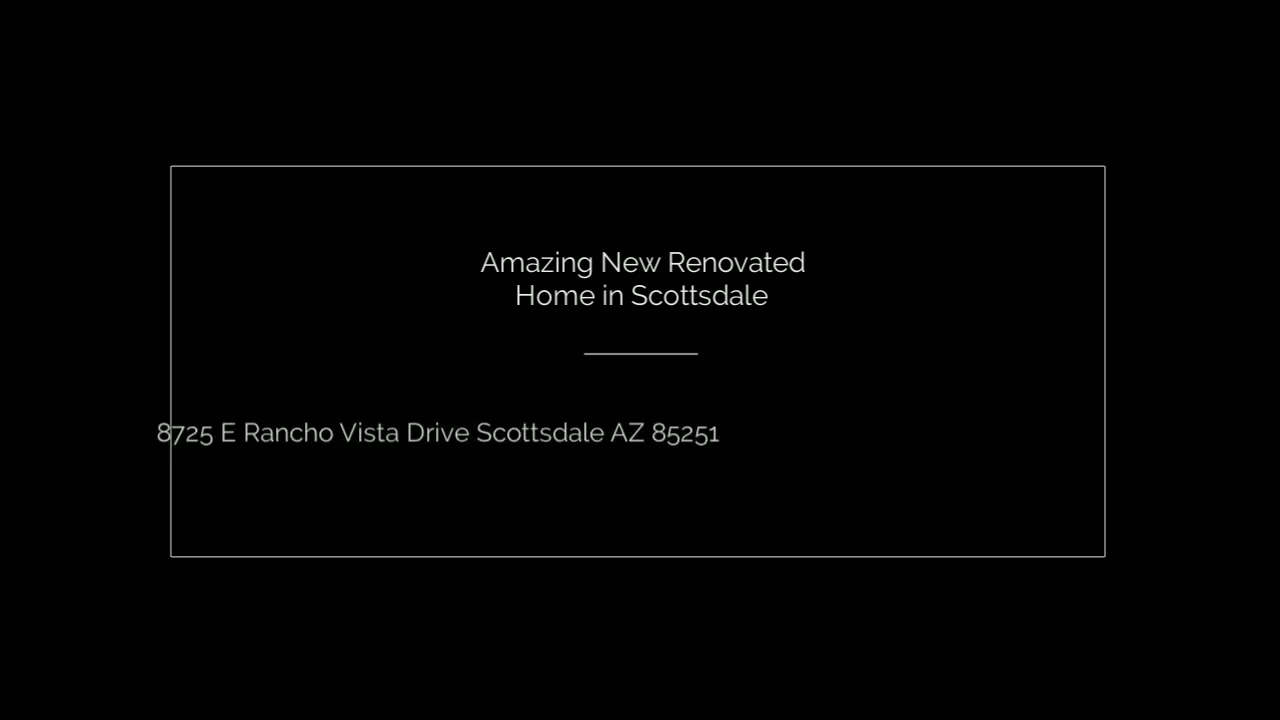 Amazing New Renovated
Home in Scottsdale
8725 E Rancho Vista Drive Scottsdale AZ 85251